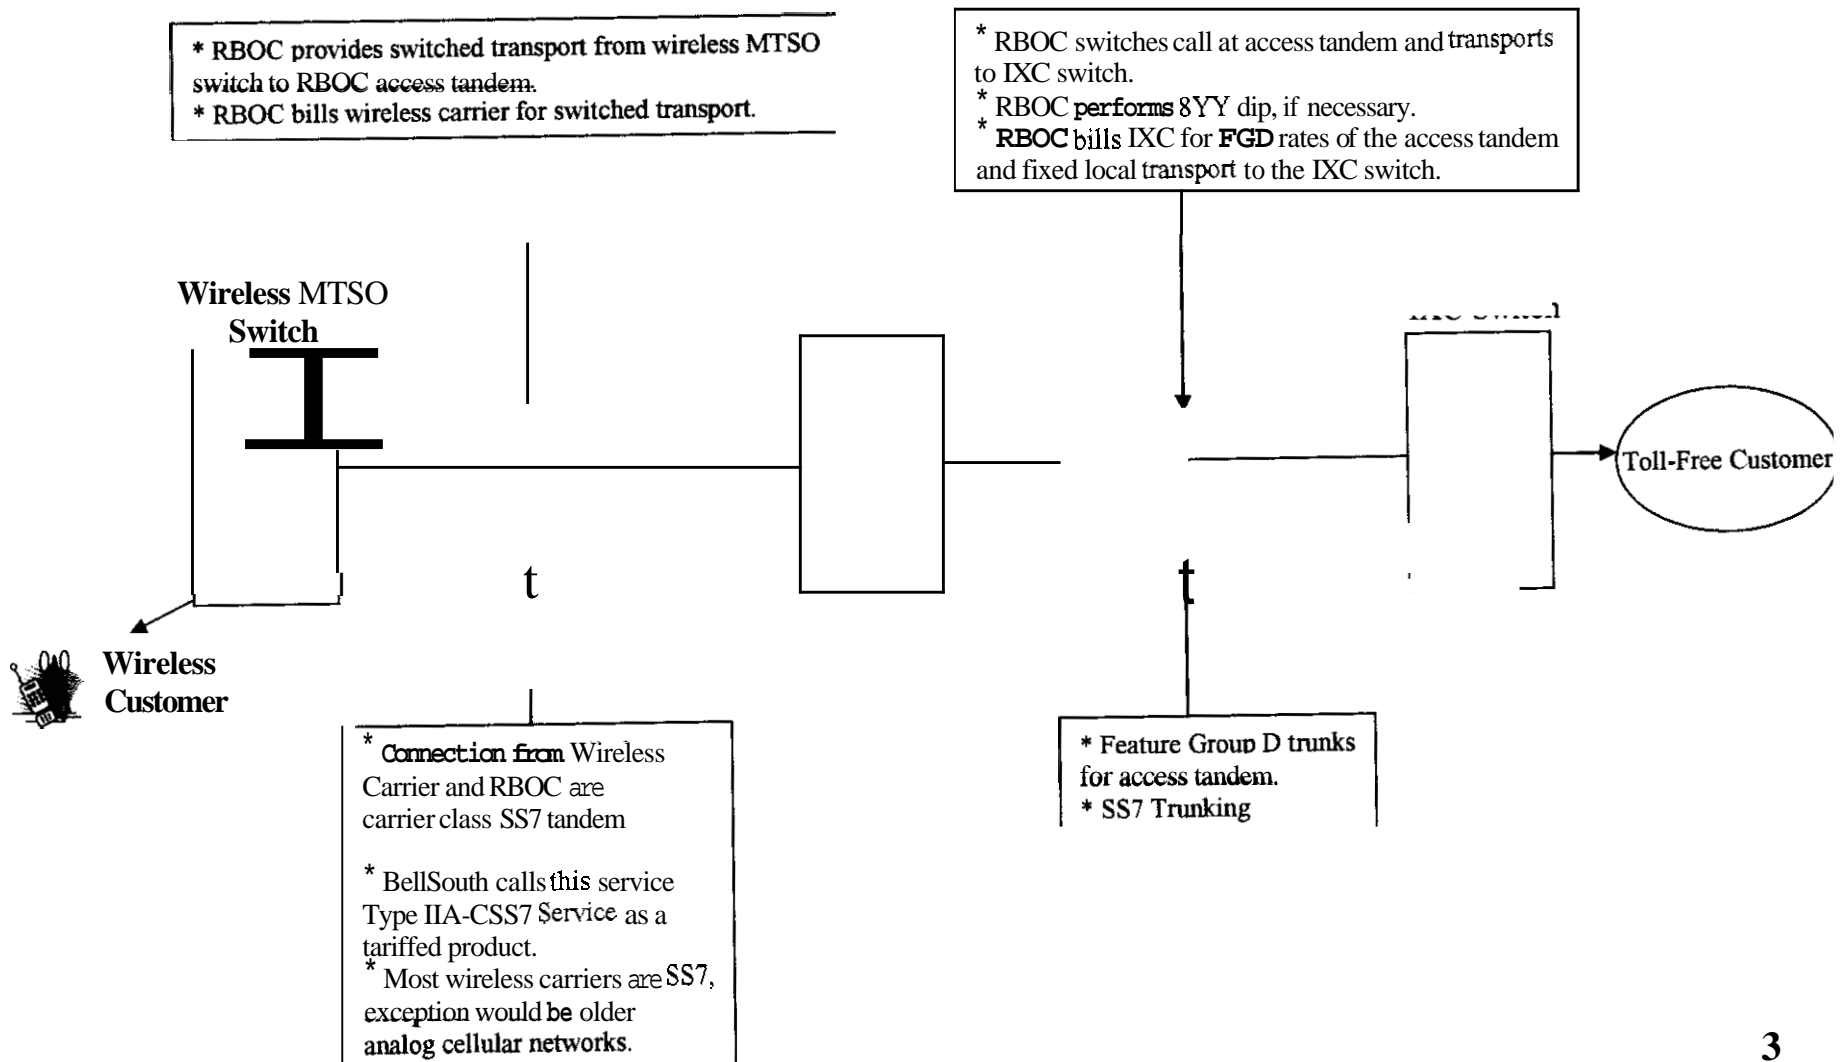 * RBOC provides switched transport from wireless MTSO
switch to RBOC access tandem.
* RBOC bills wireless carrier for switched transport.
* RBOC switches call at access tandem and transports
to IXC switch.
* RBOC performs 8YY dip, if necessary.
* RBOC bills IXC for FGD rates of the access tandem
and fixed local transport to the IXC switch.
Wireless MTSO
Switch
IXC Switch
Toll-Free Customer
t
t
Wireless
Customer
* Connection from Wireless
Carrier and RBOC are
carrier class SS7 tandem
* BellSouth calls this service
Type IIA-CSS7 Service as a
tariffed product.
* Most wireless carriers are SS7,
exception would be older
analog cellular networks.
* Feature Group D trunks
for access tandem.
* SS7 Trunking
3